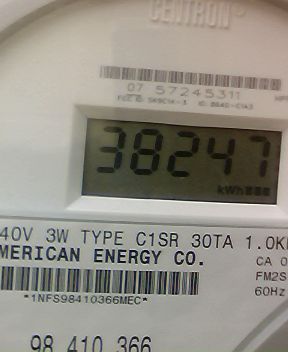 CENTRON®
07 57245311
38247
kWh
40V 3W TYPE C1SR 30TA 1.0K
MERICAN ENERGY CO.
CA 0
FM2S
60Hz
*1NFS98410366MEC*
98 410 366